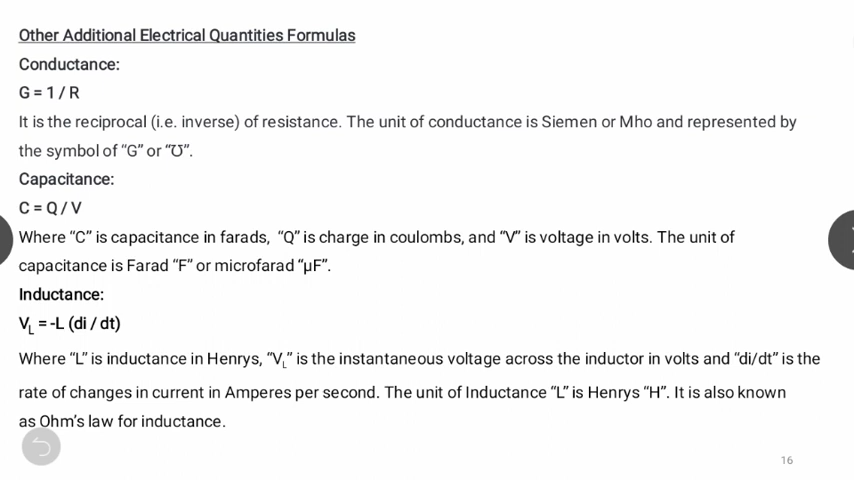 Other Additional Electrical Quantities Formulas
Conductance:
G = 1 / R
It is the reciprocal (i.e. inverse) of resistance. The unit of conductance is Siemen or Mho and represented by
the symbol of “G” or “℧”.
Capacitance:
C = Q / V
Where “C” is capacitance in farads, “Q” is charge in coulombs, and “V” is voltage in volts. The unit of
capacitance is Farad “F” or microfarad “μF”.
Inductance:
V_L = -L (di / dt)
Where “L” is inductance in Henrys, “V_L” is the instantaneous voltage across the inductor in volts and “di/dt” is the
rate of changes in current in Amperes per second. The unit of Inductance “L” is Henrys “H”. It is also known
as Ohm’s law for inductance.
16